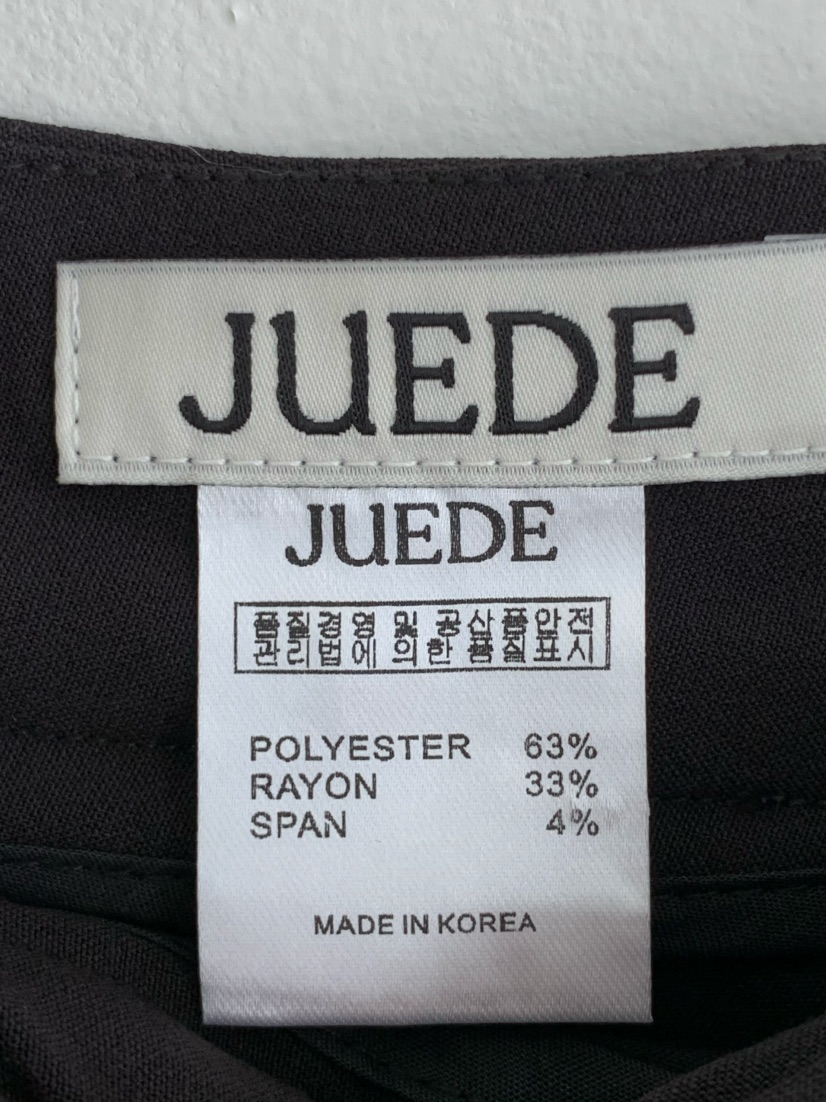 JUEDE
JUEDE
품질경영 및 공산품안전
관리법에 의한 품질표시
POLYESTER 63%
RAYON 33%
SPAN 4%
MADE IN KOREA